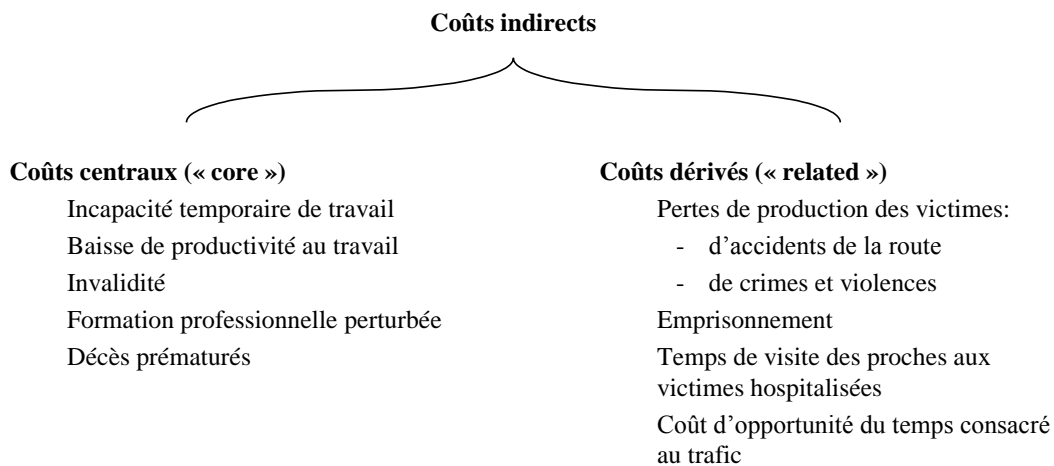 Coûts indirects
Coûts centraux (« core »)
Incapacité temporaire de travail
Baisse de productivité au travail
Invalidité
Formation professionnelle perturbée
Décès prématurés
Coûts dérivés (« related »)
Pertes de production des victimes:
- d’accidents de la route
- de crimes et violences
Emprisonnement
Temps de visite des proches aux
victimes hospitalisées
Coût d’opportunité du temps consacré
au trafic